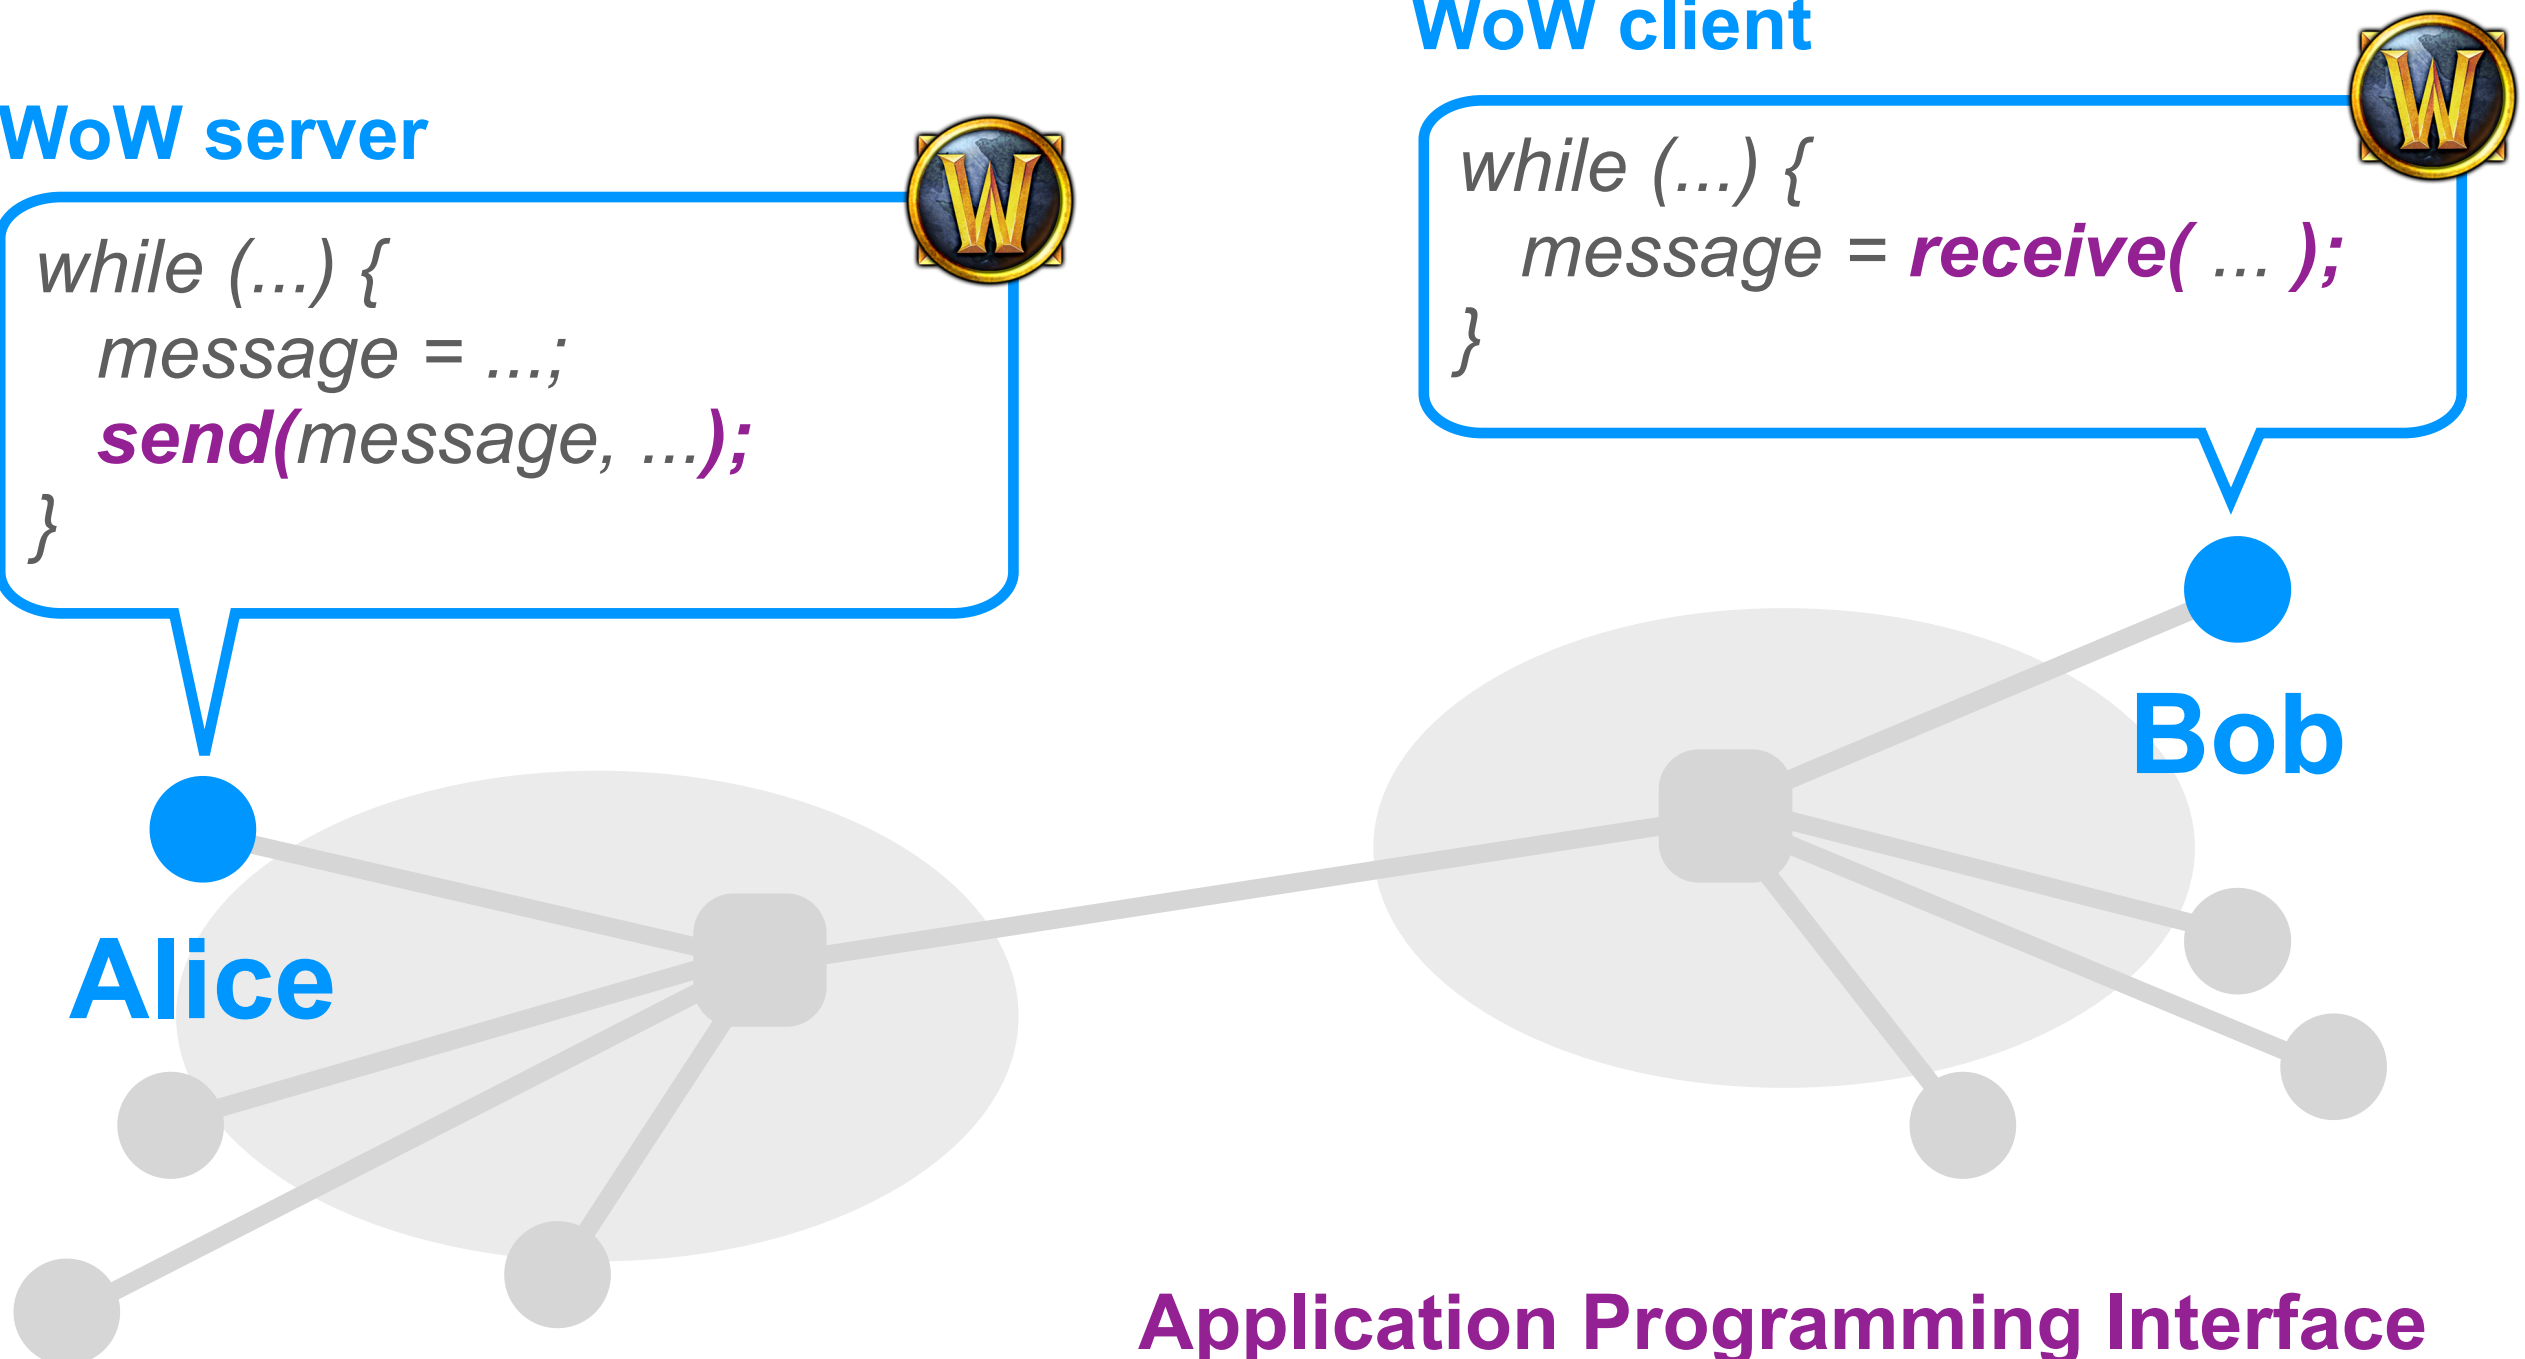 WoW client
WoW server
while (...) {
message = receive( ... );
}
while (...) {
message = ...;
send(message, ...);
}
Bob
Alice
Application Programming Interface
W
W